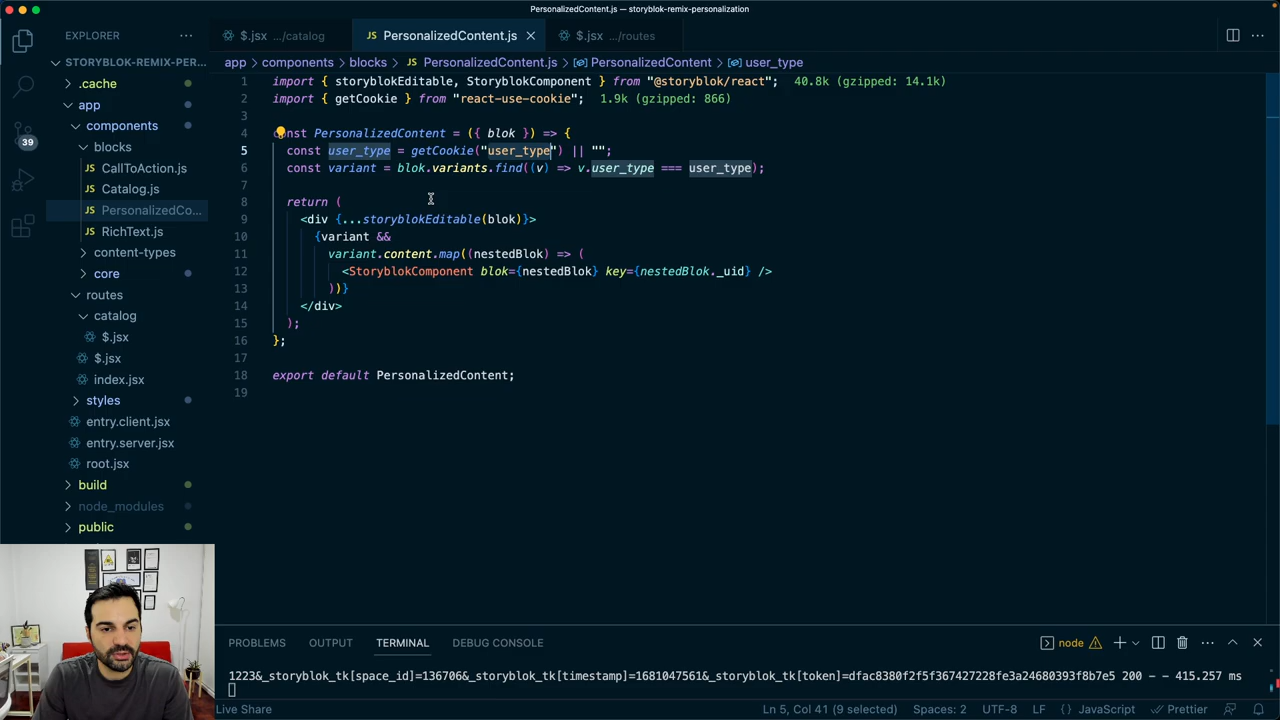 PersonalizedContent.js — storyblok-remix-personalization
EXPLORER
$.jsx .../catalog
PersonalizedContent.js
$.jsx .../routes
STORYBLOK-REMIX-PER...
.cache
app
components
blocks
CallToAction.js
Catalog.js
PersonalizedCo...
RichText.js
content-types
core
routes
catalog
$.jsx
$.jsx
index.jsx
styles
entry.client.jsx
entry.server.jsx
root.jsx
build
node_modules
public
39
app > components > blocks > PersonalizedContent.js > PersonalizedContent > user_type
1 import { storyblokEditable, StoryblokComponent } from "@storyblok/react"; 40.8k (gzipped: 14.1k)
2 import { getCookie } from "react-use-cookie"; 1.9k (gzipped: 866)
3
4 const PersonalizedContent = ({ blok }) => {
5 const user_type = getCookie("user_type") || "";
6 const variant = blok.variants.find((v) => v.user_type === user_type);
7
8 return (
9 <div {...storyblokEditable(blok)}>
10 {variant &&
11 variant.content.map((nestedBlok) => (
12 <StoryblokComponent blok={nestedBlok} key={nestedBlok._uid} />
13 ))}
14 </div>
15 );
16 };
17
18 export default PersonalizedContent;
19
PROBLEMS OUTPUT TERMINAL DEBUG CONSOLE
node
1223&_storyblok_tk[space_id]=136706&_storyblok_tk[timestamp]=1681047561&_storyblok_tk[token]=dfac8380f2f5f367427228fe3a24680393f8b7e5 200 - - 415.257 ms
Live Share
Ln 5, Col 41 (9 selected) Spaces: 2 UTF-8 LF { } JavaScript Prettier